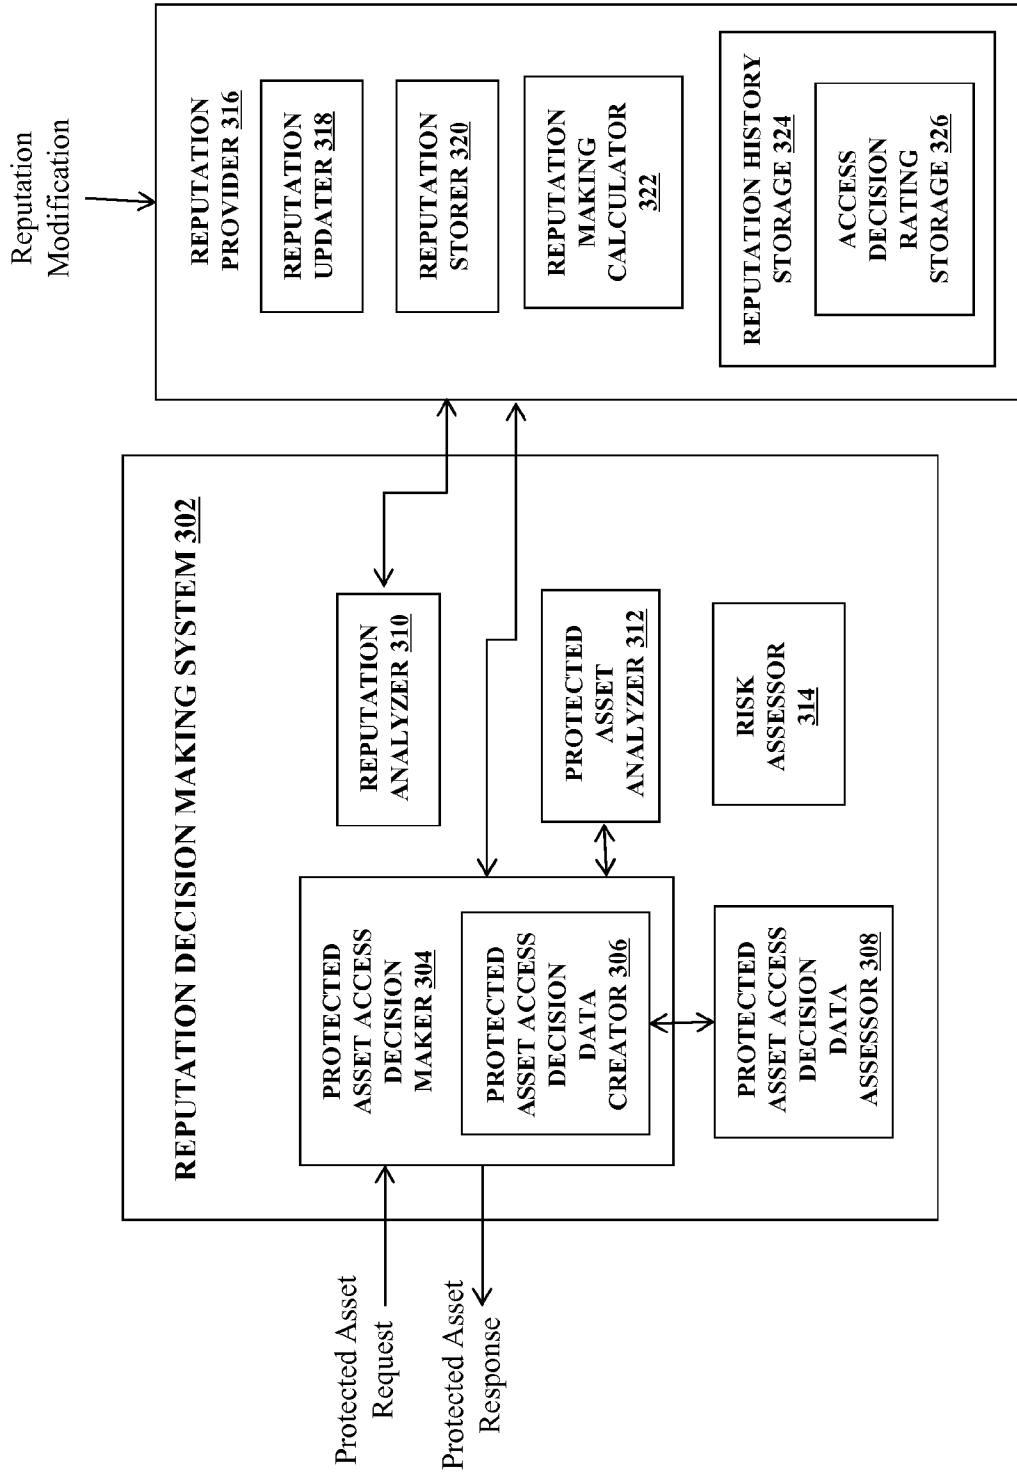 Reputation
Modification
REPUTATION
PROVIDER 316
REPUTATION
UPDATER 318
REPUTATION
STORER 320
REPUTATION
MAKING
CALCULATOR
322
REPUTATION HISTORY
STORAGE 324
ACCESS
DECISION
RATING
STORAGE 326
REPUTATION DECISION MAKING SYSTEM 302
REPUTATION
ANALYZER 310
PROTECTED
ASSET
ANALYZER 312
RISK
ASSESSOR
314
PROTECTED
ASSET ACCESS
DECISION
MAKER 304
PROTECTED
ASSET ACCESS
DECISION
DATA
CREATOR 306
PROTECTED
ASSET ACCESS
DECISION
DATA
ASSESSOR 308
Protected Asset
Request
Protected Asset
Response